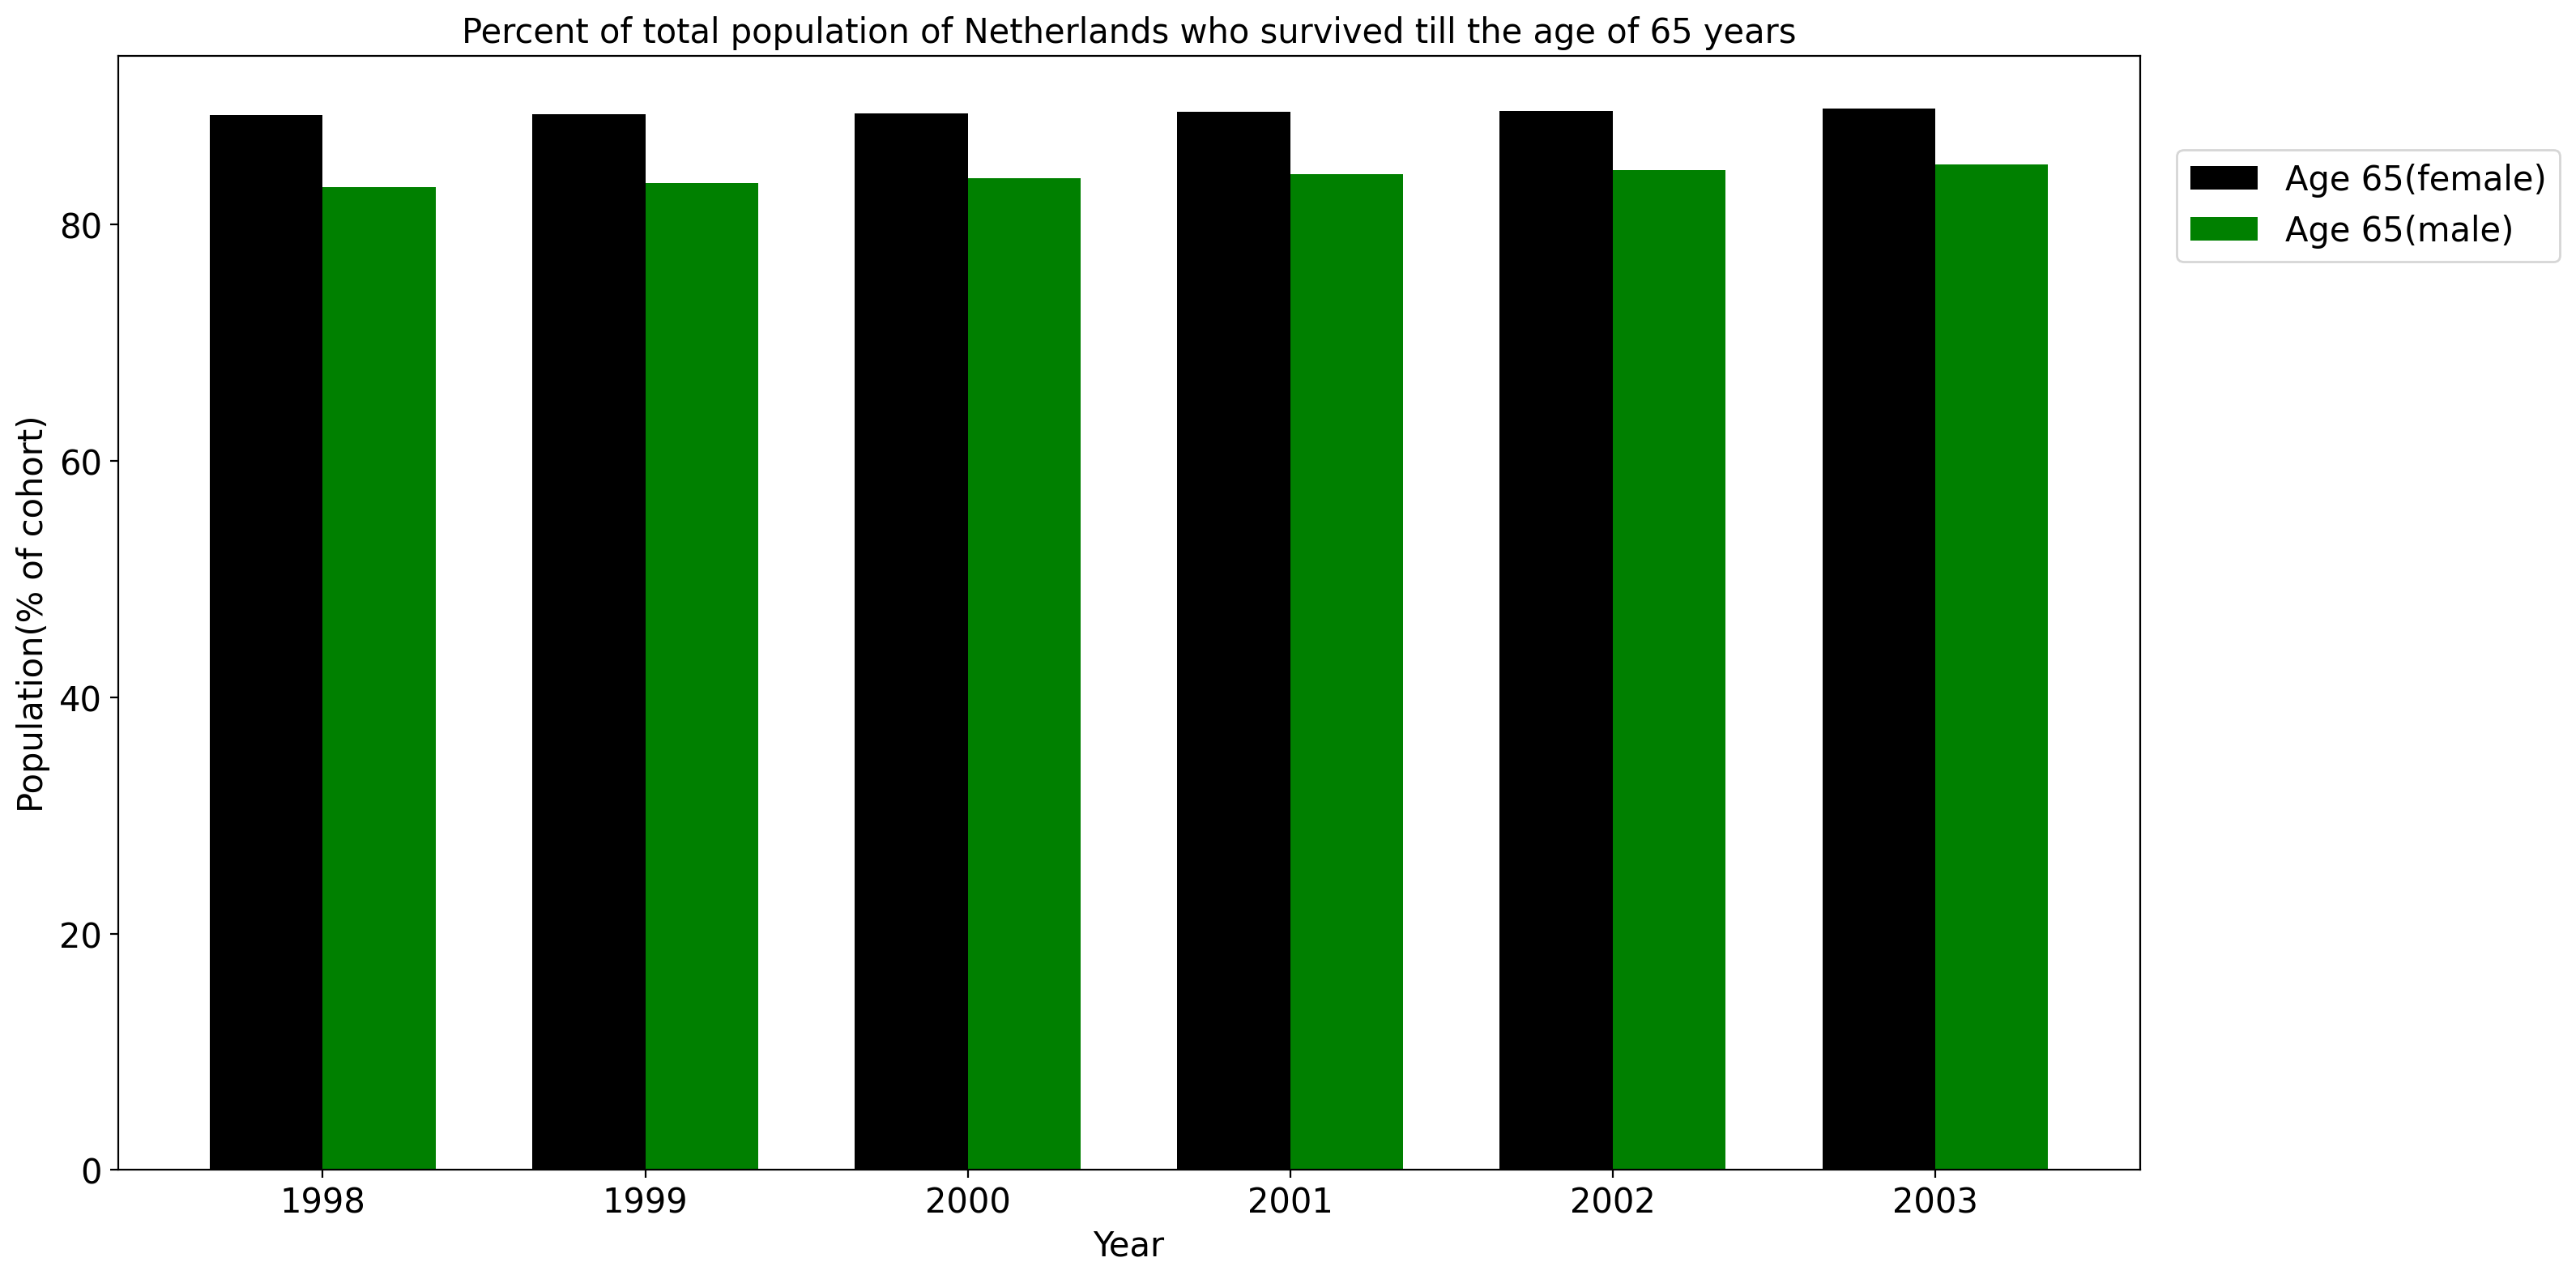 Percent of total population of Netherlands who survived till the age of 65 years
Population(% of cohort)
80
60
40
20
0
1998 1999 2000 2001 2002 2003
Year
Age 65(female)
Age 65(male)